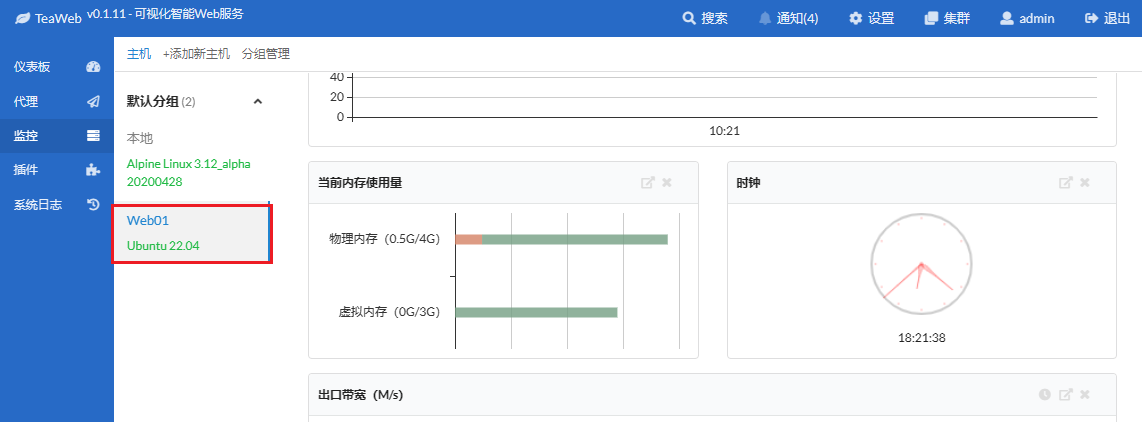 TeaWeb v0.1.11 - 可视化智能Web服务
搜索
通知(4)
设置
集群
admin
退出
仪表板
代理
监控
插件
系统日志
主机 +添加新主机 分组管理
默认分组 (2)
本地
Alpine Linux 3.12_alpha
20200428
Web01
Ubuntu 22.04
40
20
0
10:21
当前内存使用量
物理内存（0.5G/4G）
虚拟内存（0G/3G）
时钟
18:21:38
出口带宽（M/s）